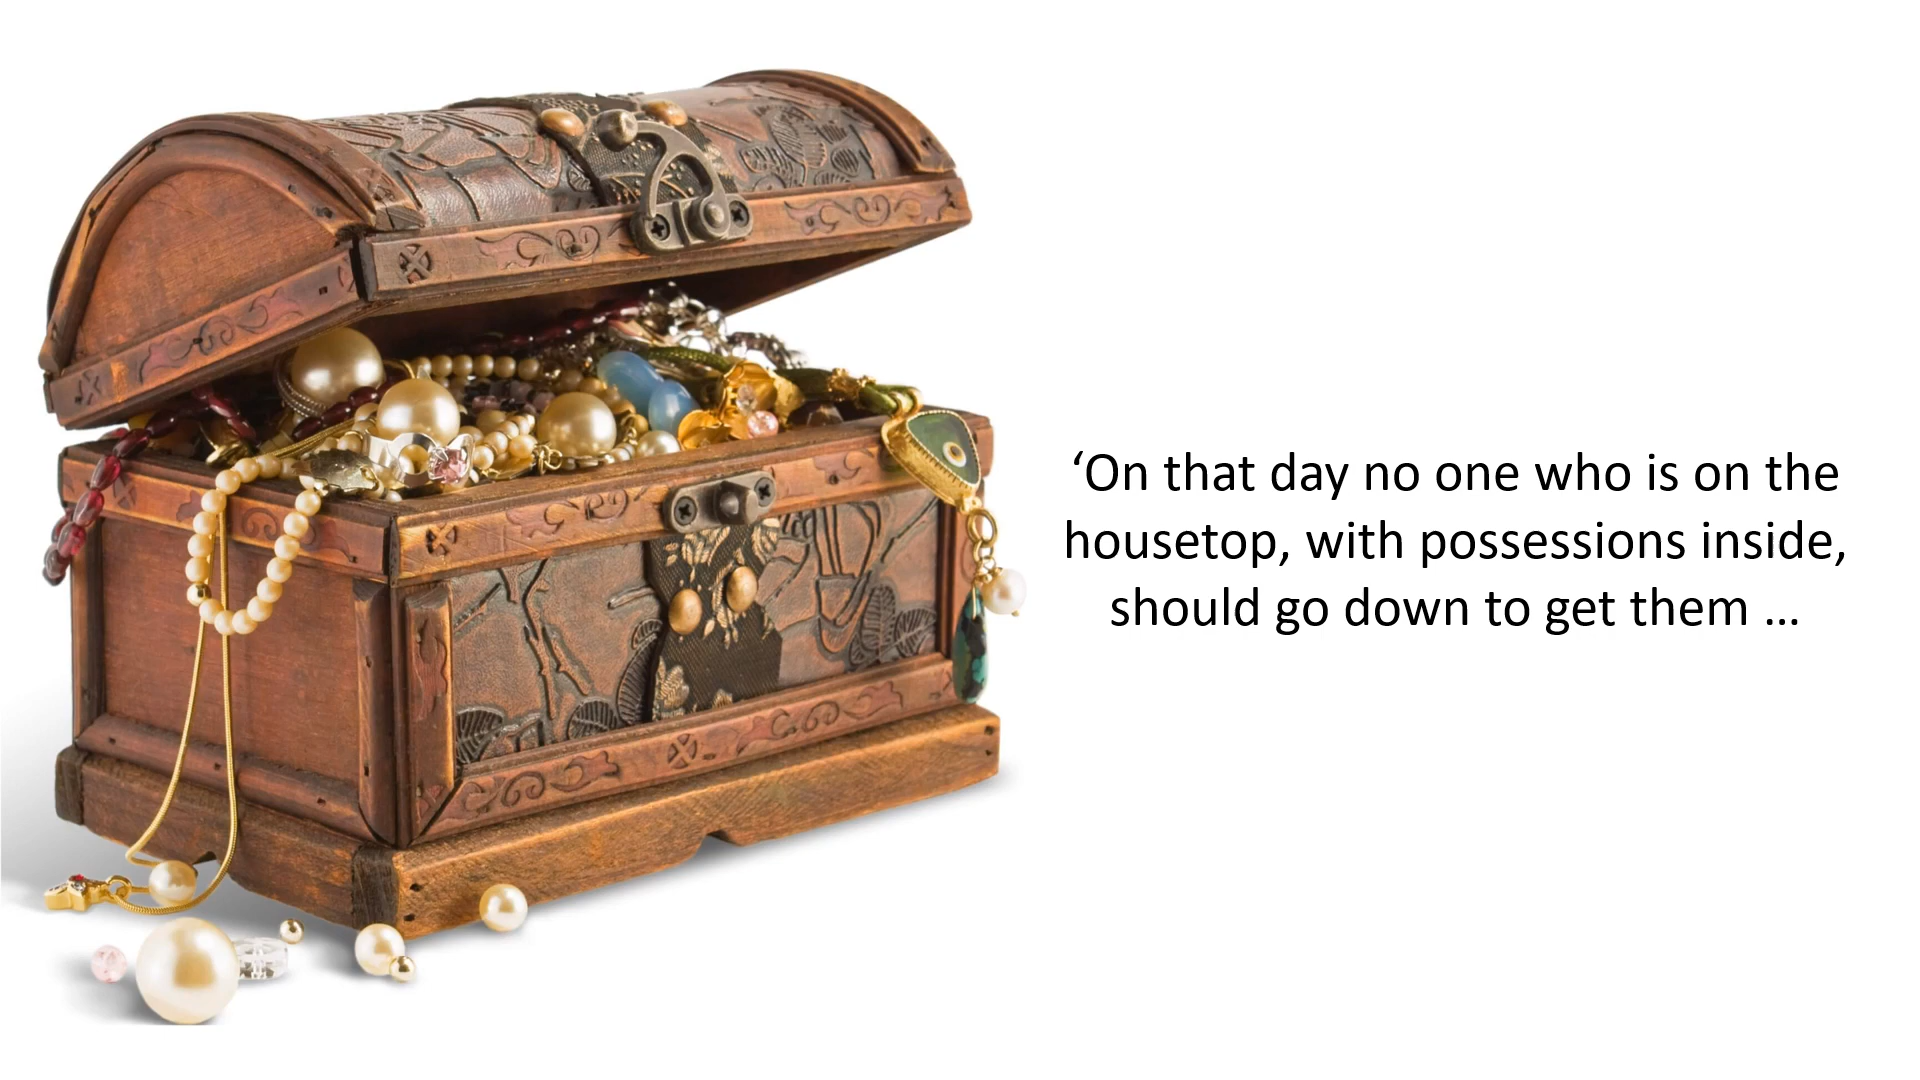 ‘On that day no one who is on the
housetop, with possessions inside,
should go down to get them …